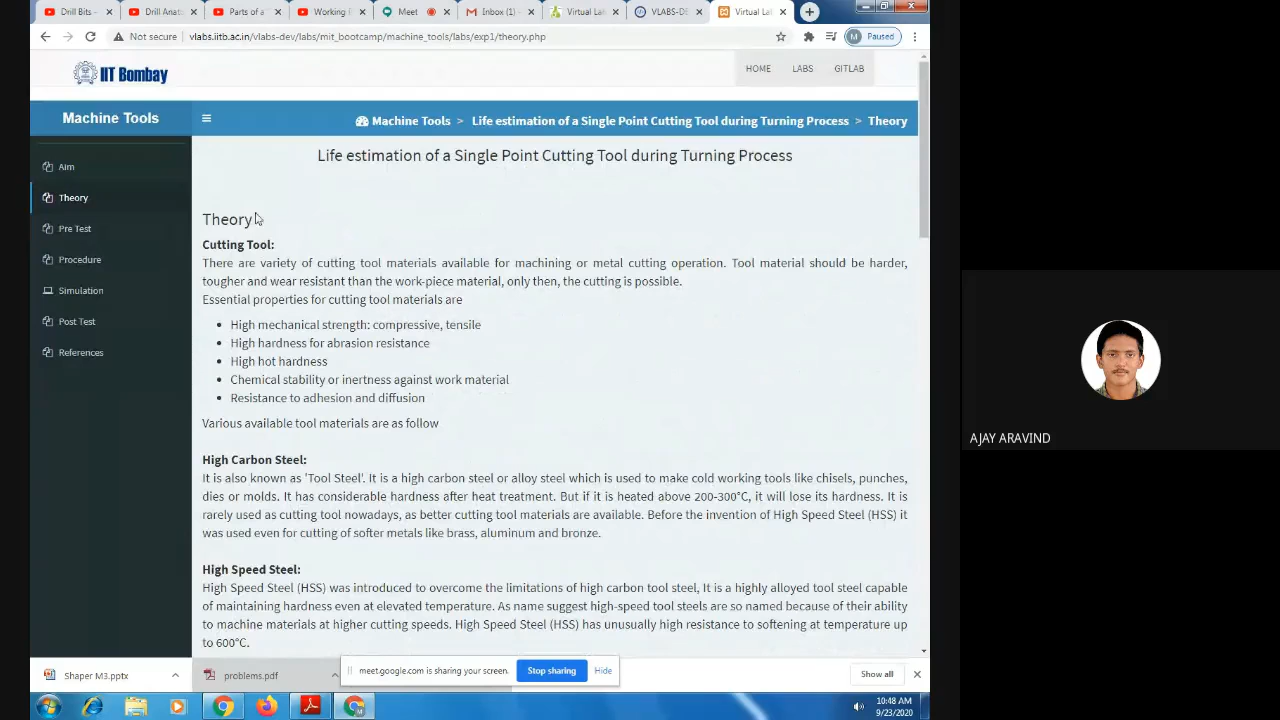 Drill Bits –
Drill Anat
Parts of a
Working (
Meet
Inbox (1) -
Virtual Lak
VLABS-DE
Virtual Lal
Paused
Not secure
vlabs.iitb.ac.in/vlabs-dev/labs/mit_bootcamp/machine_tools/labs/exp1/theory.php
M
IIT Bombay
HOME
LABS
GITLAB
Machine Tools
Machine Tools > Life estimation of a Single Point Cutting Tool during Turning Process > Theory
Life estimation of a Single Point Cutting Tool during Turning Process
Aim
Theory
Pre Test
Procedure
Simulation
Post Test
References
Theory
Cutting Tool:
There are variety of cutting tool materials available for machining or metal cutting operation. Tool material should be harder,
tougher and wear resistant than the work-piece material, only then, the cutting is possible.
Essential properties for cutting tool materials are
• High mechanical strength: compressive, tensile
• High hardness for abrasion resistance
• High hot hardness
• Chemical stability or inertness against work material
• Resistance to adhesion and diffusion
Various available tool materials are as follow
High Carbon Steel:
It is also known as 'Tool Steel'. It is a high carbon steel or alloy steel which is used to make cold working tools like chisels, punches,
dies or molds. It has considerable hardness after heat treatment. But if it is heated above 200-300°C, it will lose its hardness. It is
rarely used as cutting tool nowadays, as better cutting tool materials are available. Before the invention of High Speed Steel (HSS) it
was used even for cutting of softer metals like brass, aluminum and bronze.
High Speed Steel:
High Speed Steel (HSS) was introduced to overcome the limitations of high carbon tool steel, It is a highly alloyed tool steel capable
of maintaining hardness even at elevated temperature. As name suggest high-speed tool steels are so named because of their ability
to machine materials at higher cutting speeds. High Speed Steel (HSS) has unusually high resistance to softening at temperature up
to 600°C.
AJAY ARAVIND
meet.google.com is sharing your screen.
Stop sharing
Hide
Shaper M3.pptx
problems.pdf
Show all
10:48 AM
9/23/2020